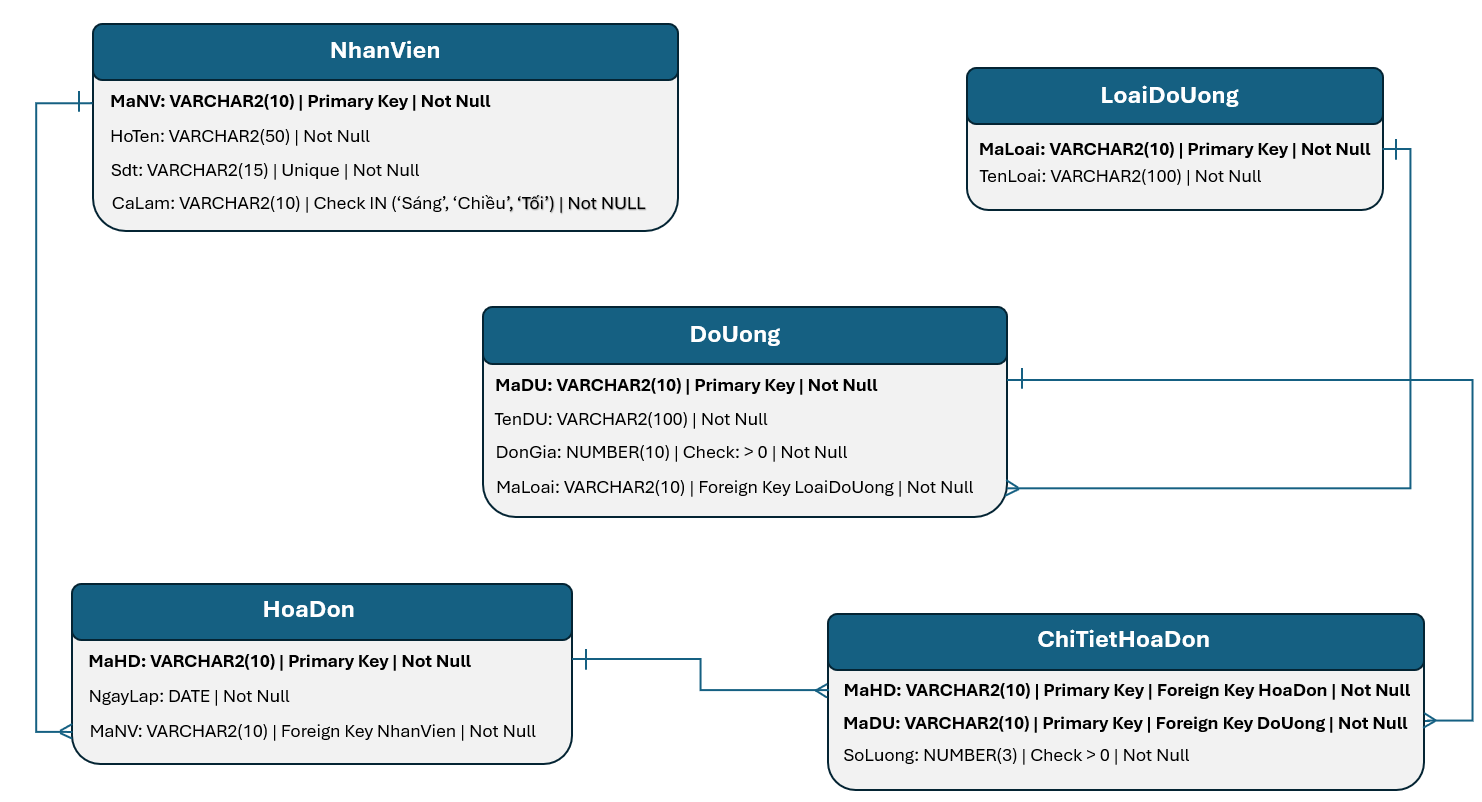 NhanVien
MaNV: VARCHAR2(10) | Primary Key | Not Null
HoTen: VARCHAR2(50) | Not Null
Sdt: VARCHAR2(15) | Unique | Not Null
CaLam: VARCHAR2(10) | Check IN (‘Sáng’, ‘Chiều’, ‘Tối’) | Not NULL
LoaiDoUong
MaLoai: VARCHAR2(10) | Primary Key | Not Null
TenLoai: VARCHAR2(100) | Not Null
DoUong
MaDU: VARCHAR2(10) | Primary Key | Not Null
TenDU: VARCHAR2(100) | Not Null
DonGia: NUMBER(10) | Check: > 0 | Not Null
MaLoai: VARCHAR2(10) | Foreign Key LoaiDoUong | Not Null
HoaDon
MaHD: VARCHAR2(10) | Primary Key | Not Null
NgayLap: DATE | Not Null
MaNV: VARCHAR2(10) | Foreign Key NhanVien | Not Null
ChiTietHoaDon
MaHD: VARCHAR2(10) | Primary Key | Foreign Key HoaDon | Not Null
MaDU: VARCHAR2(10) | Primary Key | Foreign Key DoUong | Not Null
SoLuong: NUMBER(3) | Check > 0 | Not Null